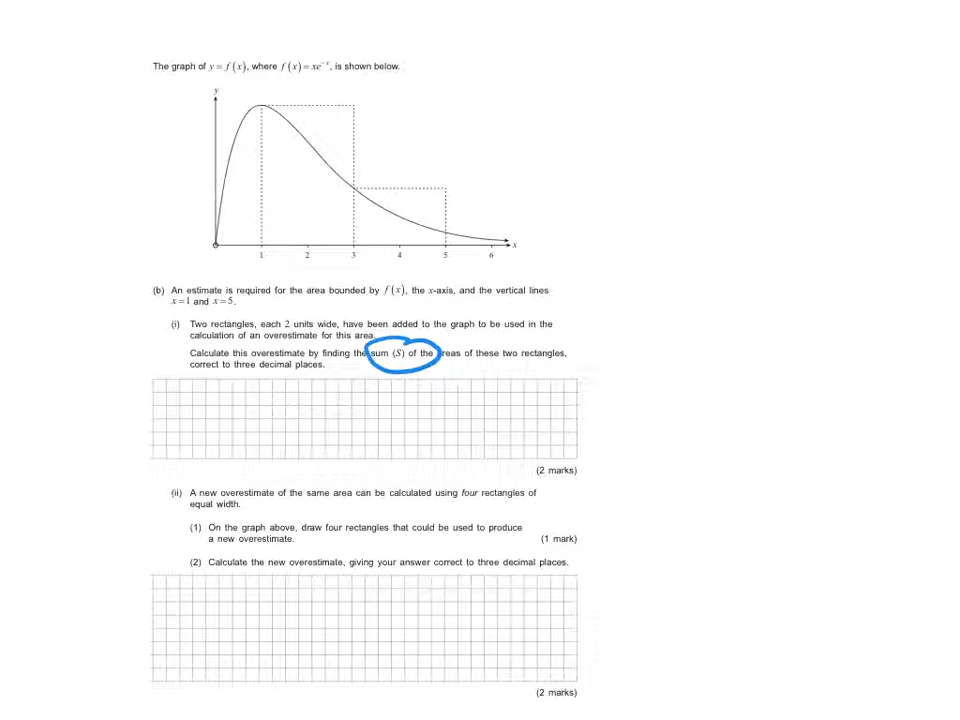 The graph of y = f(x), where f(x) = xe⁻ˣ, is shown below.
y
x
1 2 3 4 5 6
(b) An estimate is required for the area bounded by f(x), the x-axis, and the vertical lines
x = 1 and x = 5.
(i) Two rectangles, each 2 units wide, have been added to the graph to be used in the
calculation of an overestimate for this area.
Calculate this overestimate by finding the sum (S) of the areas of these two rectangles,
correct to three decimal places.
(2 marks)
(ii) A new overestimate of the same area can be calculated using four rectangles of
equal width.
(1) On the graph above, draw four rectangles that could be used to produce
a new overestimate.
(1 mark)
(2) Calculate the new overestimate, giving your answer correct to three decimal places.
(2 marks)